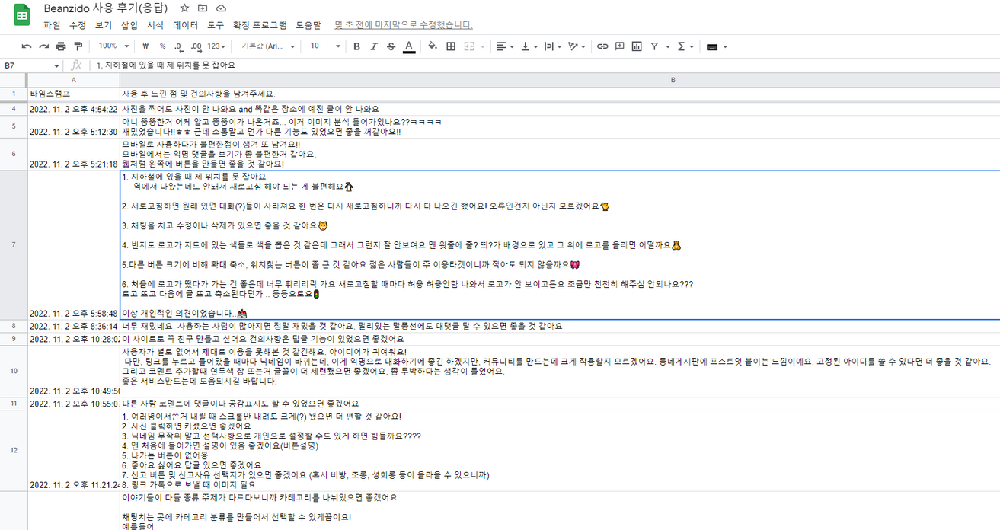 Beanzido 사용 후기(응답)
파일 수정 보기 삽입 서식 데이터 도구 확장 프로그램 도움말 몇 초 전에 마지막으로 수정했습니다.
100% ₩ % .0 .00 123 기본값 (Ari... 10 B I S A
B7 fx 1. 지하철에 있을 때 제 위치를 못 잡아요
A B
1 타임스탬프 사용 후 느낀 점 및 건의사항을 남겨주세요.
4 2022. 11. 2 오후 4:54:22 사진을 찍어도 사진이 안 나와요 and 똑같은 장소에 예전 글이 안 나와요
아니 뚱뚱한거 어케 알고 뚱뚱이가 나온거죠... 이거 이미지 분석 들어가있나요??ㅋㅋㅋㅋ
5 2022. 11. 2 오후 5:12:30 재밌었습니다!!ㅎㅎ 근데 소통말고 먼가 다른 기능도 있었으면 좋을 꺼같아요!!
모바일로 사용하다가 불편한점이 생겨 또 남겨요!!
6 모바일에서는 익명 댓글을 보기가 좀 불편한거 같아요.
2022. 11. 2 오후 5:21:18 웹처럼 왼쪽에 버튼을 만들면 좋을 것 같아요!
1. 지하철에 있을 때 제 위치를 못 잡아요
역에서 나왔는데도 안돼서 새로고침 해야 되는 게 불편해요🐧
2. 새로고침하면 원래 있던 대화(?)들이 사라져요 한 번은 다시 새로고침하니까 다시 다 나오긴 했어요! 오류인건지 아닌지 모르겠어요🐤
3. 채팅을 치고 수정이나 삭제가 있으면 좋을 것 같아요🐱
7 4. 빈지도 로고가 지도에 있는 색들로 색을 뽑은 것 같은데 그래서 그런지 잘 안보여요 맨 윗줄에 줄? 띄?가 배경으로 있고 그 위에 로고를 올리면 어떨까요
5.다른 버튼 크기에 비해 확대 축소, 위치찾는 버튼이 좀 큰 것 같아요 젊은 사람들이 주 이용타겟이니까 작아도 되지 않을까요🎀
6. 처음에 로고가 떴다가 가는 건 좋은데 너무 휘리리릭 가요 새로고침할 때마다 허용 허용안함 나와서 로고가 안 보이고든요 조금만 천천히 해주심 안되나요???
로고 뜨고 다음에 글 뜨고 축소된다던가 .. 등등으로요🚦
2022. 11. 2 오후 5:58:48 이상 개인적인 의견이었습니다..
8 2022. 11. 2 오후 8:36:14 너무 재밌네요. 사용하는 사람이 많아지면 정말 재밌을 것 같아요. 멀리있는 말풍선에도 대댓글 달 수 있으면 좋을 것 같아요
9 2022. 11. 2 오후 10:28:02 이 사이트로 꼭 친구 만들고 싶어요 건의사항은 답글 기능이 있었으면 좋겠어요
사용자가 별로 없어서 제대로 이용을 못해본 것 같긴해요. 아이디어가 귀여워요!
다만, 링크를 누르고 들어왔을 때마다 닉네임이 바뀌는데, 이게 익명으로 대화하기에 좋긴 하겠지만, 커뮤니티를 만드는데 크게 작용할지 모르겠어요. 동네게시판에 포스트잇 붙이는 느낌이예요. 고정된 아이디를 쓸 수 있다면 더 좋을 것 같아요.
10 그리고 코멘트 추가할때 연두색 창 뜨는거 글꼴이 더 세련됐으면 좋겠어요. 좀 투박하다는 생각이 들었어요.
좋은 서비스만드는데 도움되시길 바랍니다.
2022. 11. 2 오후 10:49:50
11 2022. 11. 2 오후 10:55:07 다른 사람 코멘트에 댓글이나 공감표시도 할 수 있었으면 좋겠어요
1. 여러명이서쓴거 내릴 때 스크롤만 내려도 크게(?) 됐으면 더 편할 것 같아요!
2. 사진 클릭하면 커졌으면 좋겠어요
3. 닉네임 무작위 말고 선택사항으로 개인으로 설정할 수도 있게 하면 힘들까요????
12 4. 맨 처음에 들어가면 설명이 있음 좋겠어요(버튼설명)
5. 나가는 버튼이 없어용
6. 좋아요 싫어요 답글 있으면 좋겠어요
7. 신고 버튼 및 신고사유 선택지가 있으면 좋겠어요 (혹시 비방, 조롱, 성희롱 등이 올라올 수 있으니까)
2022. 11. 2 오후 11:21:24 8. 링크 카톡으로 보낼 때 이미지 필요
이야기들이 다들 종류 주제가 다르다보니까 카테고리를 나뉘었으면 좋겠어요
채팅치는 곳에 카테고리 분류를 만들어서 선택할 수 있게끔이요!
예를들어